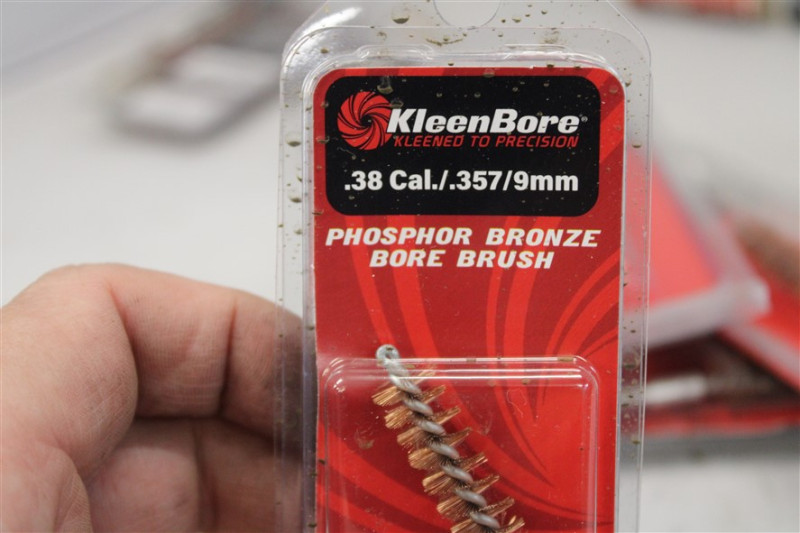 KleenBore
KLEENED TO PRECISION
.38 Cal./.357/9mm
PHOSPHOR BRONZE
BORE BRUSH